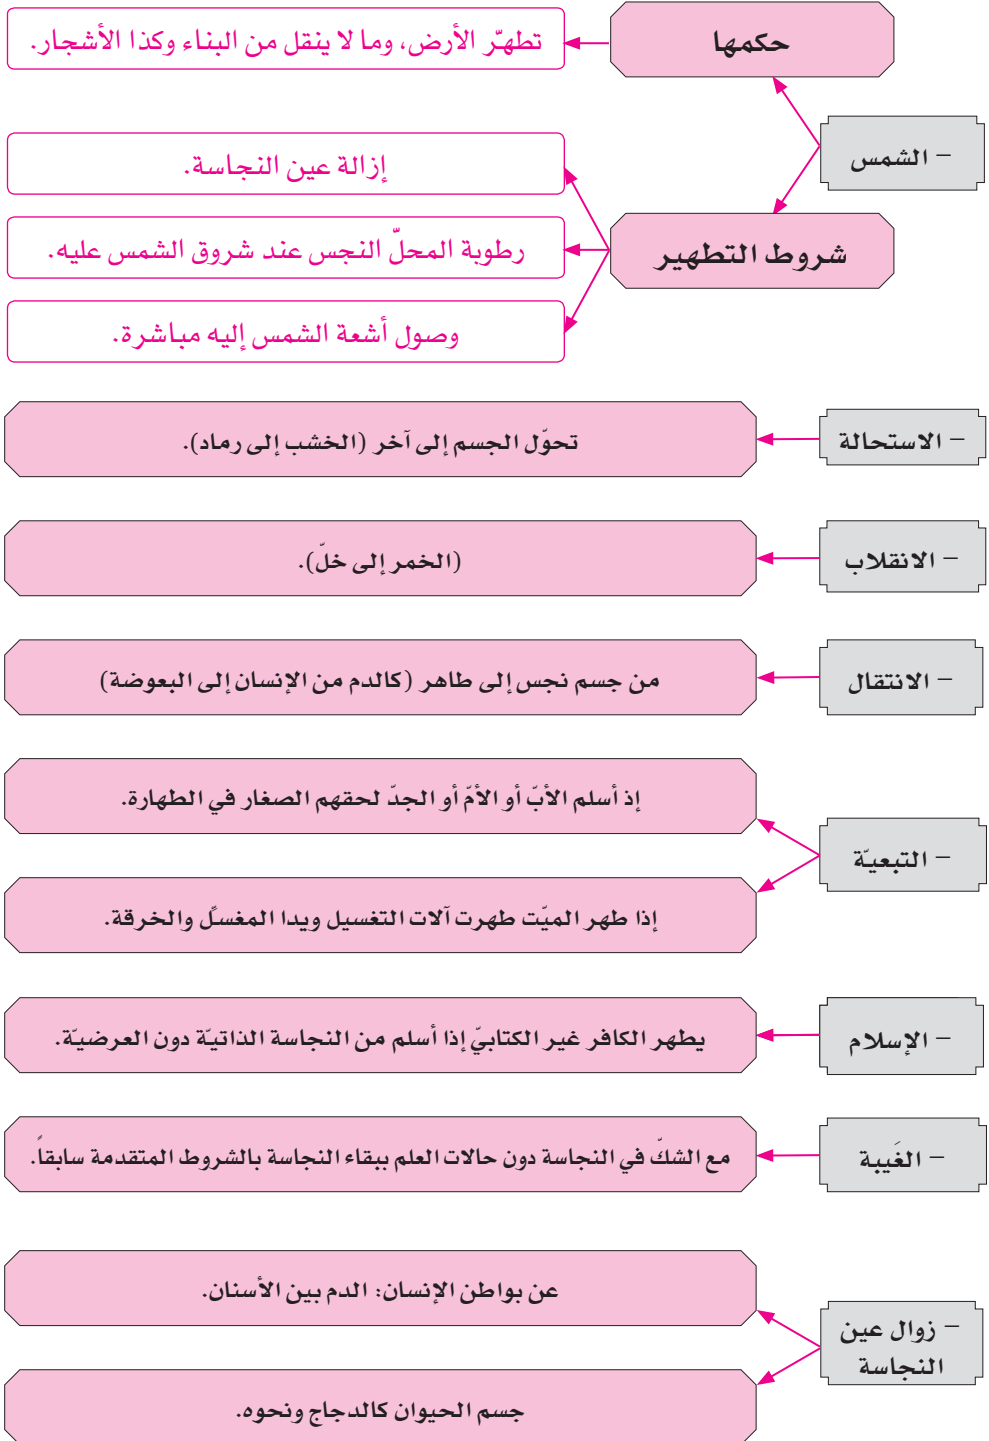 – الشمس
حكمها
تطهّر الأرض، وما لا ينقل من البناء وكذا الأشجار.
شروط التطهير
إزالة عين النجاسة.
رطوبة المحلّ النجس عند شروق الشمس عليه.
وصول أشعة الشمس إليه مباشرة.
– الاستحالة
تحوّل الجسم إلى آخر (الخشب إلى رماد).
– الانقلاب
(الخمر إلى خلّ).
– الانتقال
من جسم نجس إلى طاهر (كالدم من الإنسان إلى البعوضة)
– التبعيّة
إذ أسلم الأبّ أو الأمّ أو الجدّ لحقهم الصغار في الطهارة.
إذا طهر الميّت طهرت آلات التغسيل ويدا المغسلّ والخرقة.
– الإسلام
يطهر الكافر غير الكتابيّ إذا أسلم من النجاسة الذاتيّة دون العرضيّة.
– الغَيبة
مع الشكّ في النجاسة دون حالات العلم ببقاء النجاسة بالشروط المتقدمة سابقاً.
– زوال عين
النجاسة
عن بواطن الإنسان: الدم بين الأسنان.
جسم الحيوان كالدجاج ونحوه.